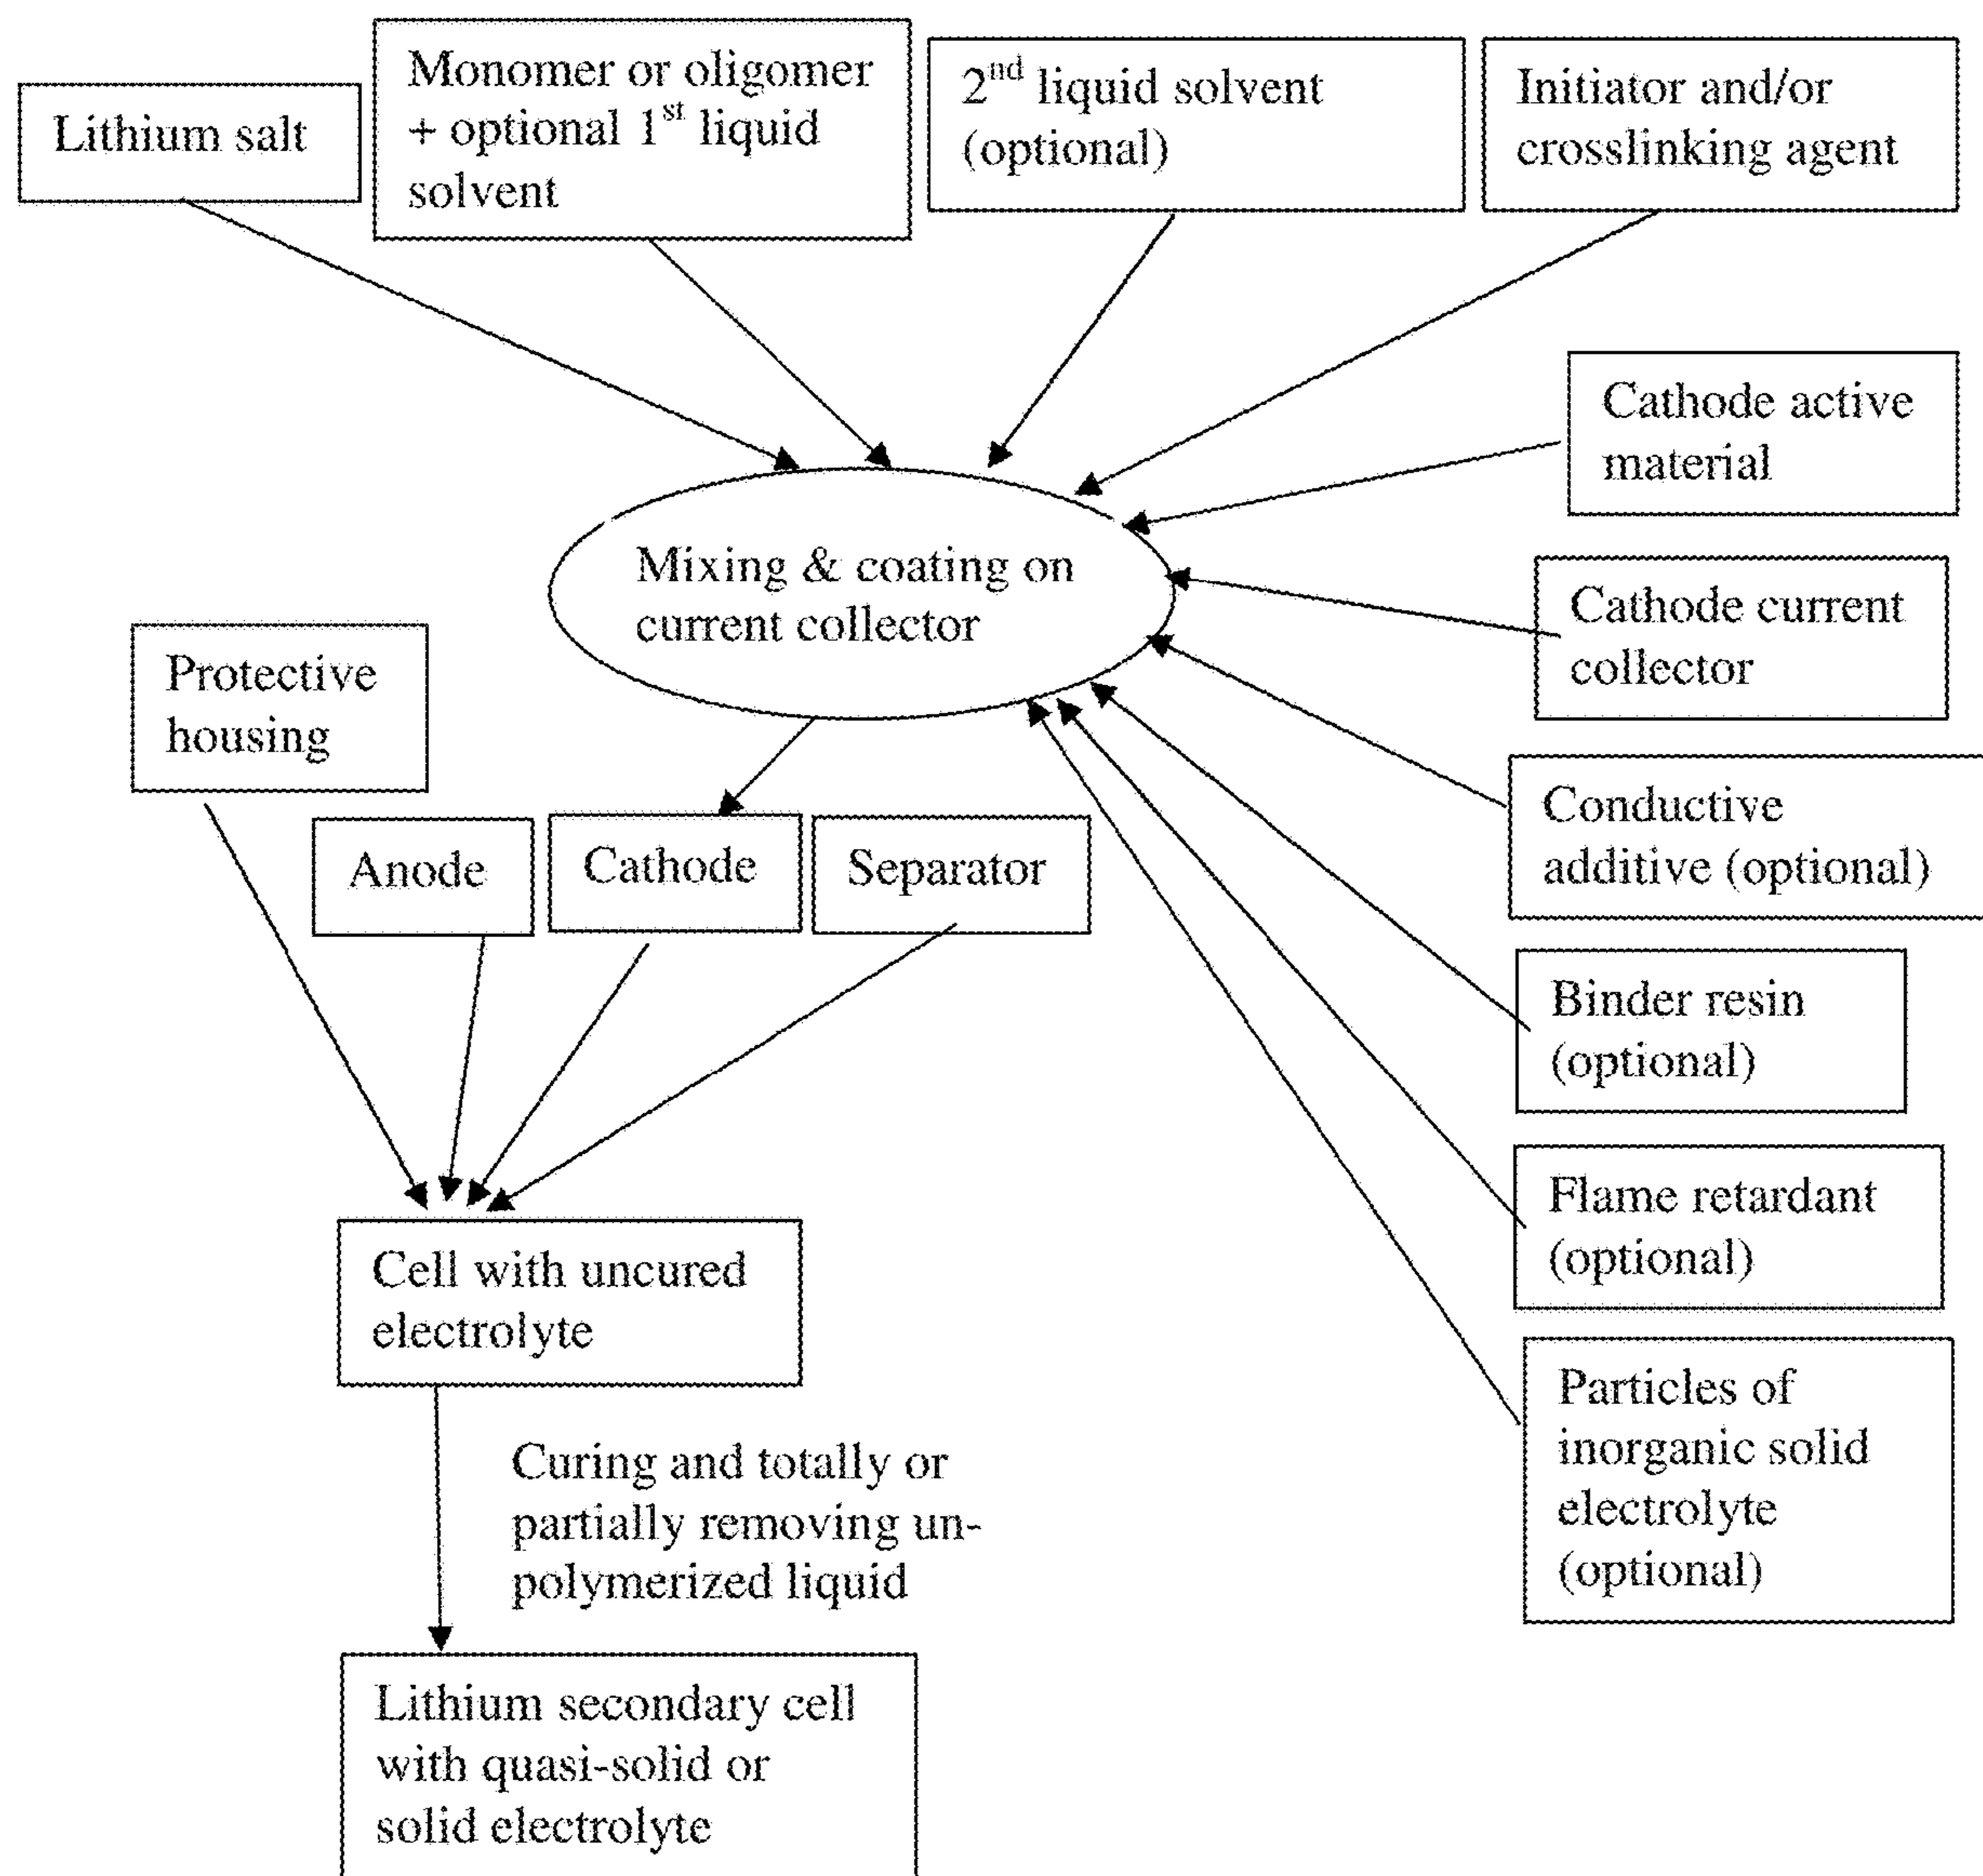 Lithium salt
Monomer or oligomer
+ optional 1st liquid
solvent
2nd liquid solvent
(optional)
Initiator and/or
crosslinking agent
Cathode active
material
Mixing & coating on
current collector
Cathode current
collector
Protective
housing
Conductive
additive (optional)
Anode
Cathode
Separator
Binder resin
(optional)
Flame retardant
(optional)
Cell with uncured
electrolyte
Particles of
inorganic solid
electrolyte
(optional)
Curing and totally or
partially removing un-
polymerized liquid
Lithium secondary cell
with quasi-solid or
solid electrolyte